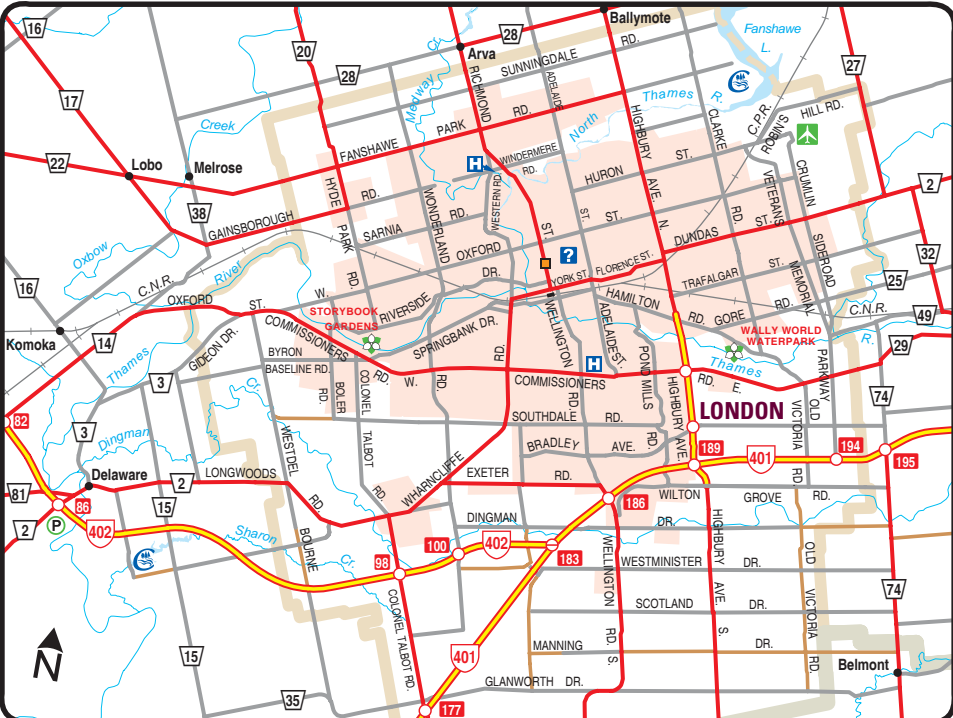 16
20
28
Ballymote
Fanshawe
L.
RD.
27
28
Arva
SUNNINGDALE
Cr.
Medway
RICHMOND
ADELAIDE
17
Thames
R.
C.P.R.
ROBIN'S
HILL RD.
Creek
FANSHAWE
PARK
RD.
North
HIGHBURY
CLARKE
22
Lobo
Melrose
H
WINDERMERE
RD.
HURON
ST.
HYDE
WESTERN RD.
AVE.
VETERANS
CRUMLIN
2
38
GAINSBOROUGH
RD.
WONDERLAND
RD.
ST.
ST.
N.
RD.
ST.
Oxbow
SARNIA
PARK
OXFORD
ST.
DUNDAS
SIDEROAD
32
16
C.N.R.
River
RD.
DR.
?
YORK ST.
FLORENCE ST.
TRAFALGAR
ST.
MEMORIAL
25
OXFORD
ST.
W.
RIVERSIDE
HAMILTON
RD.
GORE
RD.
C.N.R.
49
STORYBOOK
GARDENS
SPRINGBANK DR.
WELLINGTON
ADELAIDE
ST.
WALLY WORLD
WATERPARK
R.
Komoka
14
COMMISSIONERS
GIDEON DR.
BYRON
BASELINE RD.
RD.
W.
RD.
RD.
H
POND MILLS
Thames
29
Thames
3
RD.
BOLER
COLONEL
COMMISSIONERS
HIGHBURY
RD.
E.
PARKWAY
74
Cr.
82
RD.
SOUTHDALE
RD.
LONDON
VICTORIA
OLD
3
Dingman
WESTDEL
TALBOT
BRADLEY
AVE.
RD.
AVE.
189
401
194
195
Delaware
2
LONGWOODS
WHARNCLIFFE
EXETER
RD.
RD.
81
86
15
RD.
RD.
186
WILTON
GROVE
RD.
2
P
402
Sharon
BOURNE
DINGMAN
DR.
HIGHBURY
OLD
Cr.
98
100
402
183
WELLINGTON
WESTMINISTER
DR.
74
COLONEL TALBOT RD.
AVE.
SCOTLAND
DR.
VICTORIA
15
N
401
RD.
S.
S.
MANNING
DR.
RD.
Belmont
35
GLANWORTH
DR.
177